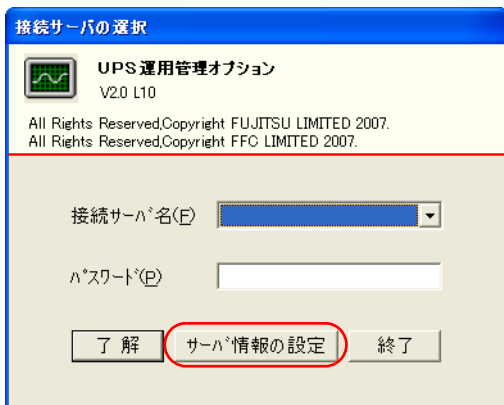 接続サーバの選択
UPS運用管理オプション
V2.0 L10
All Rights Reserved,Copyright FUJITSU LIMITED 2007.
All Rights Reserved,Copyright FFC LIMITED 2007.
接続ｻｰﾊﾞ名(F)
ﾊﾟｽﾜｰﾄﾞ(P)
了解 ｻｰﾊﾞ情報の設定 終了